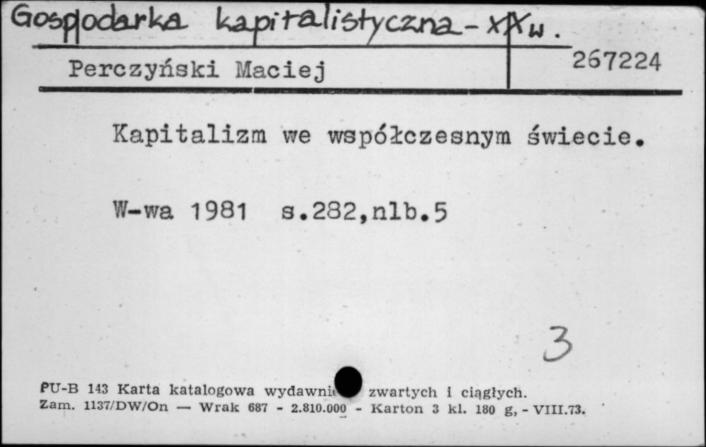 Gospodarka kapitalistyczna - XX w.
Perczyński Maciej 267224
Kapitalizm we współczesnym świecie.
W-wa 1981 s.282,nlb.5
3
PU-B 143 Karta katalogowa wydawni zwartych i ciągłych.
Zam. 1137/DW/On — Wrak 687 - 2.810.000 - Karton 3 kl. 180 g, - VIII.73.